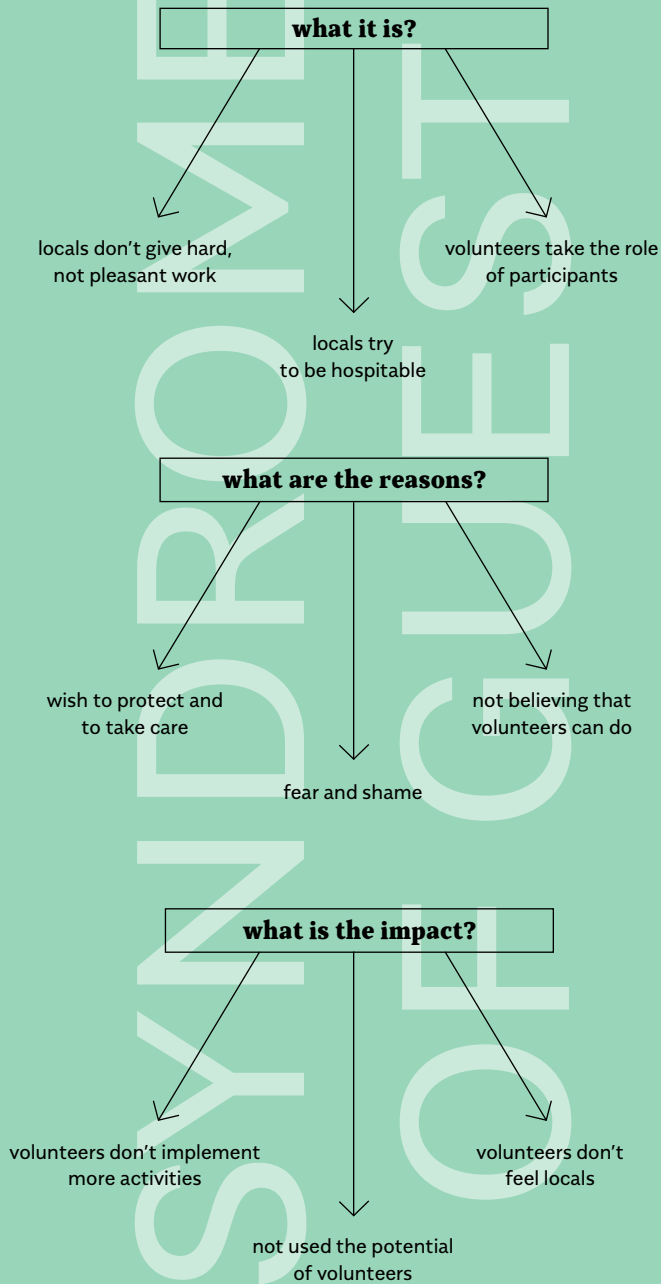 SYNDROME
OF GUEST
what it is?
locals don't give hard,
not pleasant work
locals try
to be hospitable
volunteers take the role
of participants
what are the reasons?
wish to protect and
to take care
fear and shame
not believing that
volunteers can do
what is the impact?
volunteers don't implement
more activities
not used the potential
of volunteers
volunteers don't
feel locals